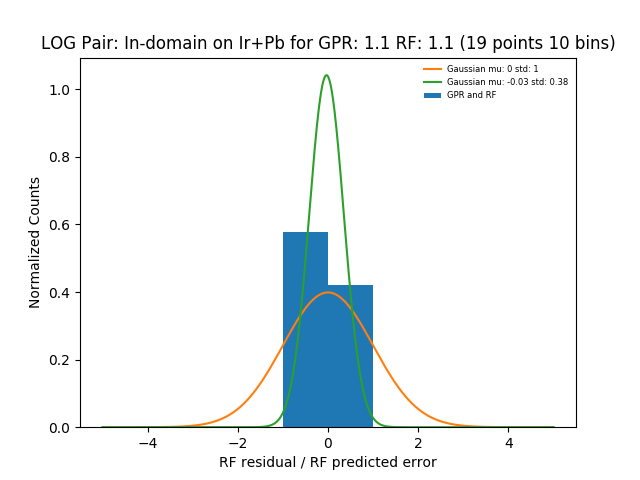 LOG Pair: In-domain on Ir+Pb for GPR: 1.1 RF: 1.1 (19 points 10 bins)
Gaussian mu: 0 std: 1
Gaussian mu: -0.03 std: 0.38
GPR and RF
Normalized Counts
1.0
0.8
0.6
0.4
0.2
0.0
−4 −2 0 2 4
RF residual / RF predicted error